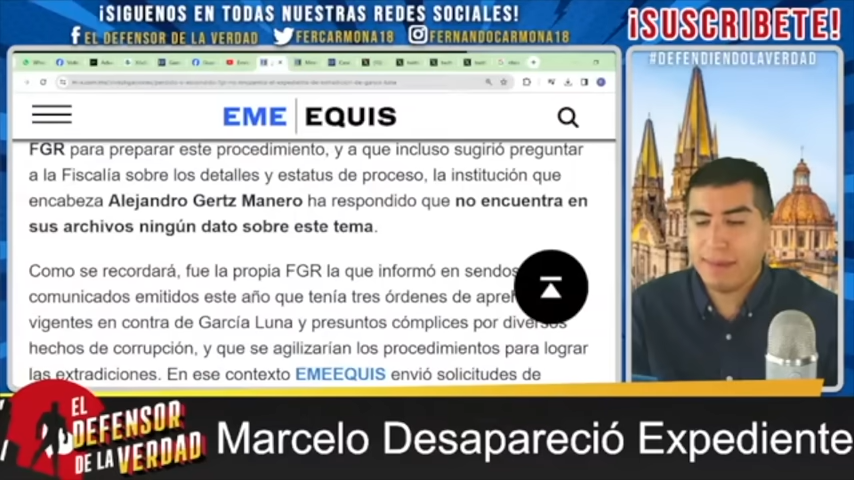 ¡SIGUENOS EN TODAS NUESTRAS REDES SOCIALES!
EL DEFENSOR DE LA VERDAD FERCARMONA18 FERNANDOCARMONA18
¡SUSCRIBETE!
#DEFENDIENDOLAVERDAD
EME EQUIS
FGR para preparar este procedimiento, y a que incluso sugirió preguntar
a la Fiscalía sobre los detalles y estatus de proceso, la institución que
encabeza Alejandro Gertz Manero ha respondido que no encuentra en
sus archivos ningún dato sobre este tema.
Como se recordará, fue la propia FGR la que informó en sendos
comunicados emitidos este año que tenía tres órdenes de
vigentes en contra de García Luna y presuntos cómplices por diversos
hechos de corrupción, y que se agilizarían los procedimientos para lograr
las extradiciones. En ese contexto EMEEQUIS envió solicitudes de
EL
DEFENSOR
DE LA VERDAD
Marcelo Desapareció Expediente